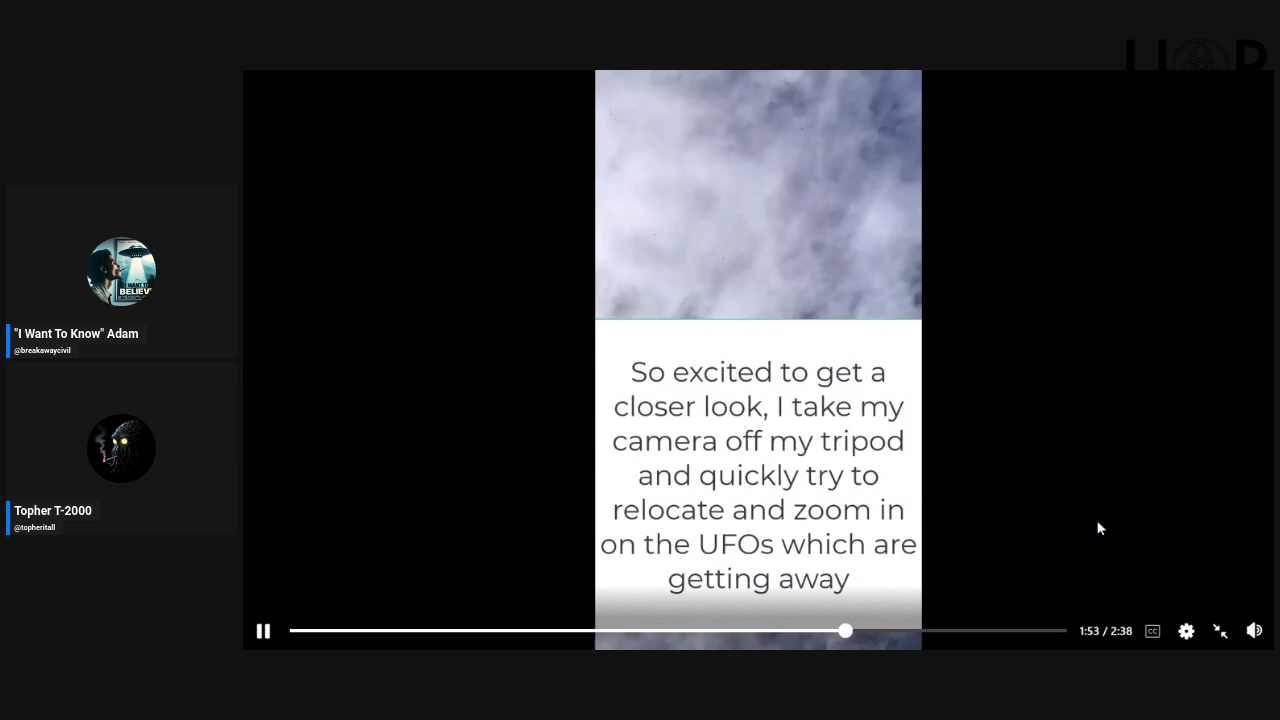 "I Want To Know" Adam
@breakawaycivil
Topher T-2000
@topheritall
BELIEV
So excited to get a
closer look, I take my
camera off my tripod
and quickly try to
relocate and zoom in
on the UFOs which are
getting away
1:53 / 2:38
CC